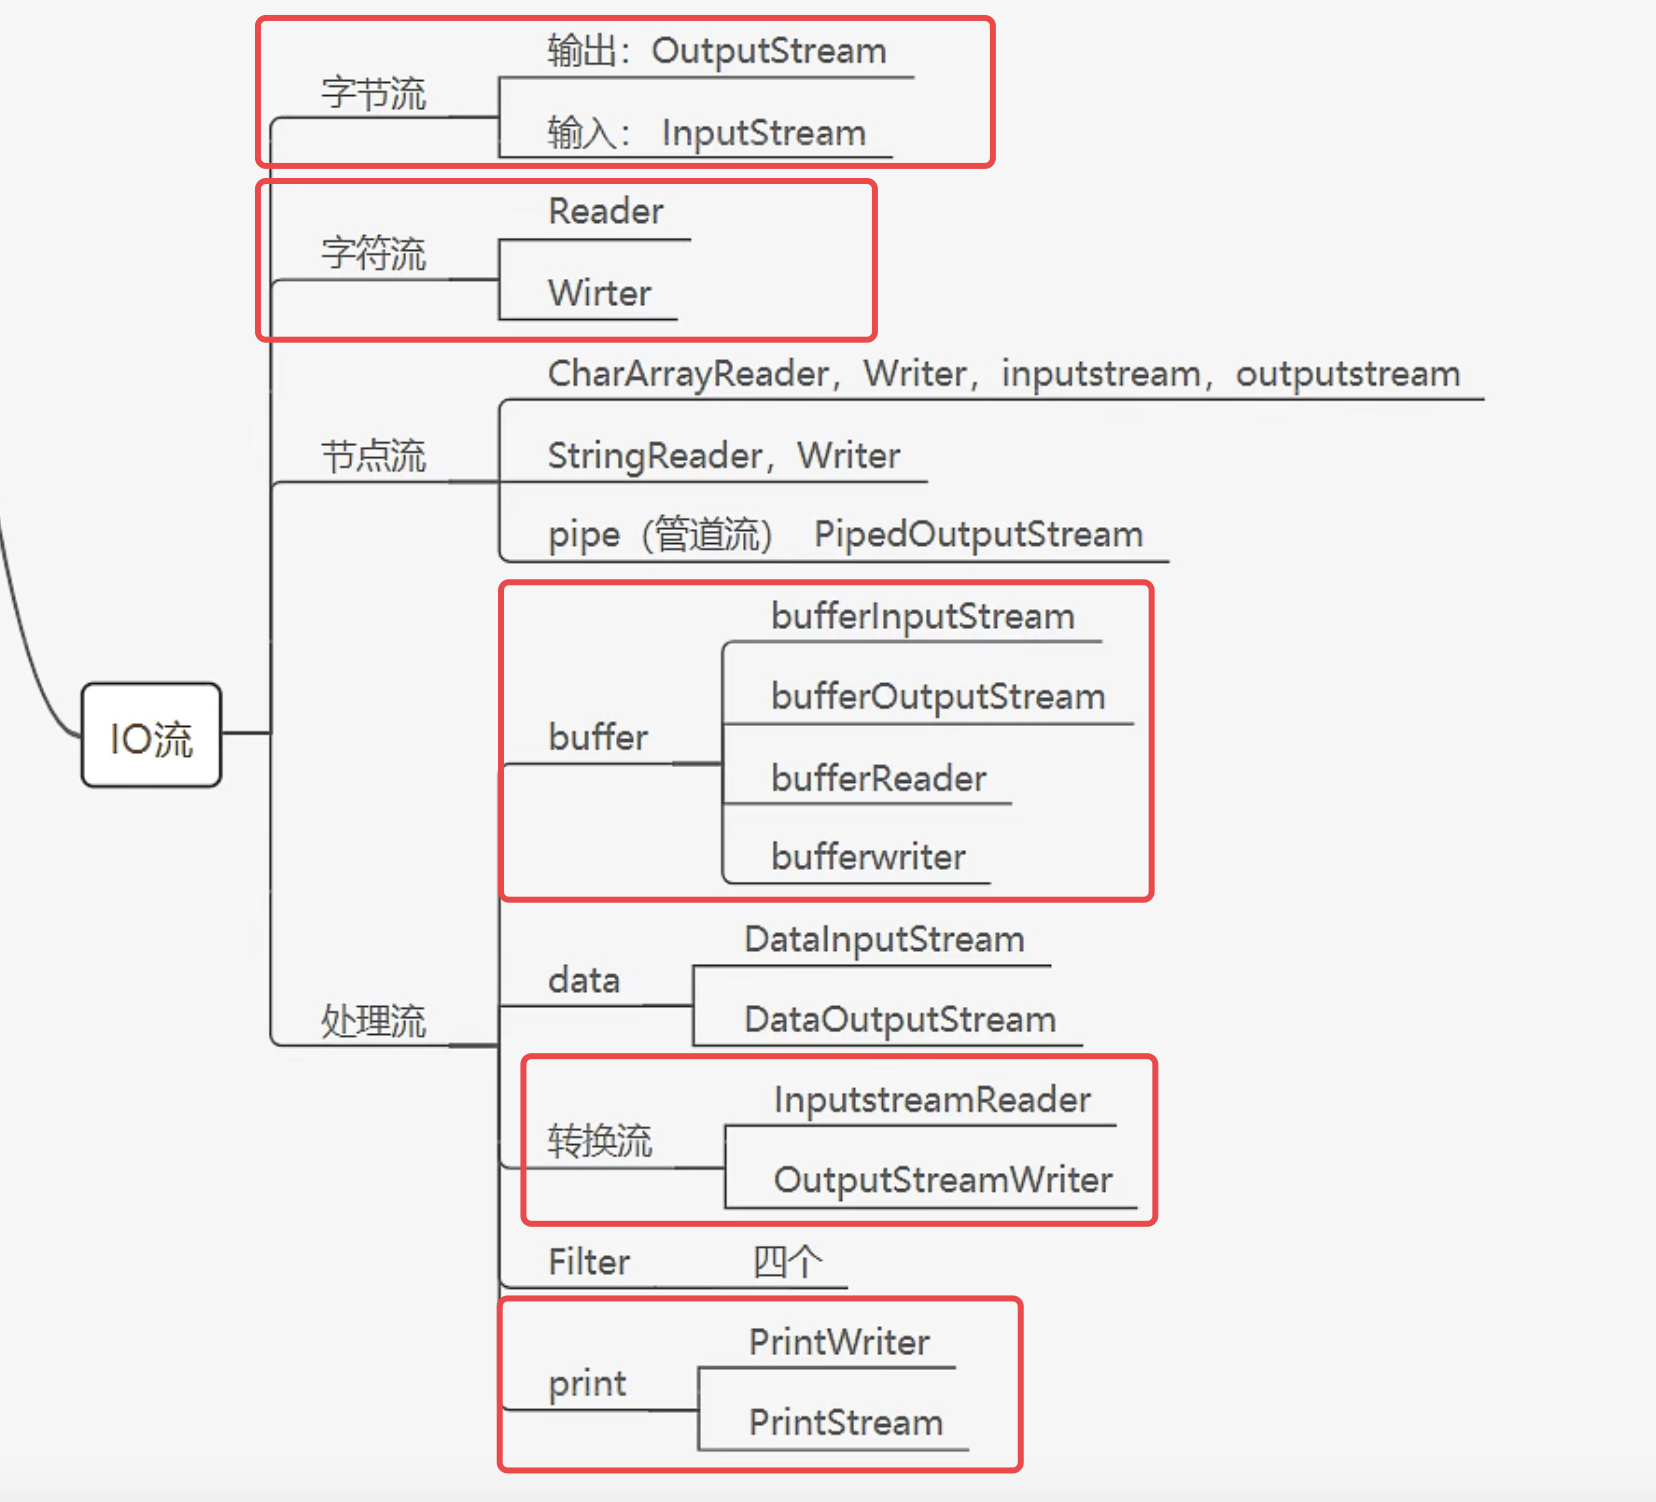 输出：OutputStream
字节流
输入： InputStream
Reader
字符流
Wirter
CharArrayReader，Writer，inputstream，outputstream
节点流
StringReader，Writer
pipe（管道流） PipedOutputStream
bufferInputStream
bufferOutputStream
buffer
IO流
bufferReader
bufferwriter
DataInputStream
data
处理流
DataOutputStream
InputstreamReader
转换流
OutputStreamWriter
Filter 四个
PrintWriter
print
PrintStream